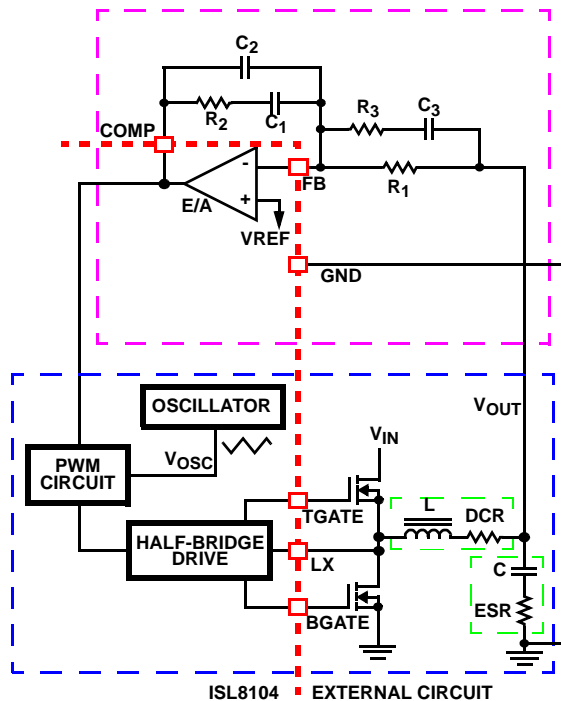 C2
R2
C1
R3
C3
COMP
FB
R1
-
+
E/A
VREF
GND
OSCILLATOR
VOUT
VOSC
VIN
PWM
CIRCUIT
TGATE
L
DCR
HALF-BRIDGE
DRIVE
LX
C
ESR
BGATE
ISL8104
EXTERNAL CIRCUIT